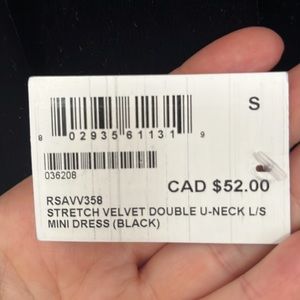 S
8 02935 61131 9
036208
CAD $52.00
RSAVV358
STRETCH VELVET DOUBLE U-NECK L/S
MINI DRESS (BLACK)